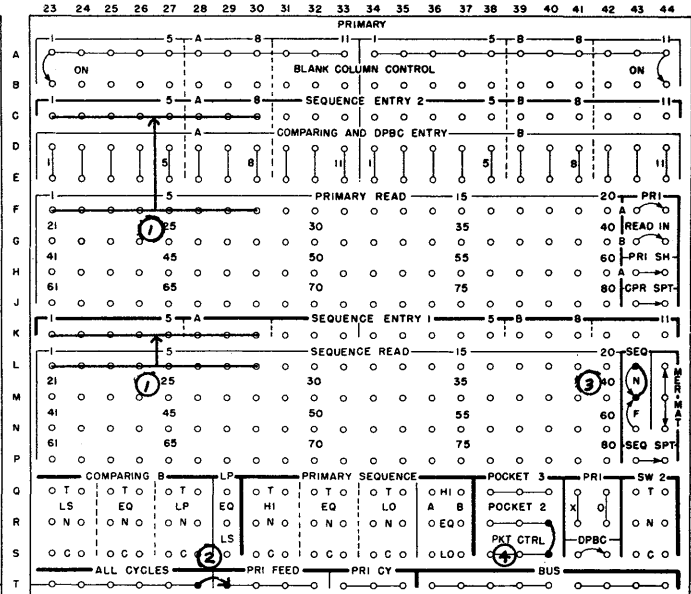 23 24 25 26 27 28 29 30 31 32 33 34 35 36 37 38 39 40 41 42 43 44
PRIMARY
A 1 5 A 8 11 1 5 B 8 11
ON BLANK COLUMN CONTROL ON
B
1 5 A 8 SEQUENCE ENTRY 2 5 B 8 11
C
A COMPARING AND DPBC ENTRY B
D
1 5 8 11 1 5 8 11
E
1 5 PRIMARY READ 15 20 PRI
F A
1 21 25 30 35 40 READ IN
G B
41 45 50 55 60 PRI SH
H A
61 65 70 75 80 CPR SPT
J
1 5 A SEQUENCE ENTRY 1 5 B 8 11
K
1 5 SEQUENCE READ 15 20 SEQ
L
1 21 25 30 35 3 40 N MER-MAT
M
41 45 50 55 60 F
N
61 65 70 75 80 SEQ SPT
P
COMPARING B LP PRIMARY SEQUENCE POCKET 3 PRI SW 2
Q T T T T T T HI T
LS EQ LP EQ HI EQ LO A B POCKET 2 X O
R N N N N N N EQ N
LS PKT CTRL DPBC
S C C C 2 C C C LO 4 C
ALL CYCLES PRI FEED PRI CY BUS
T